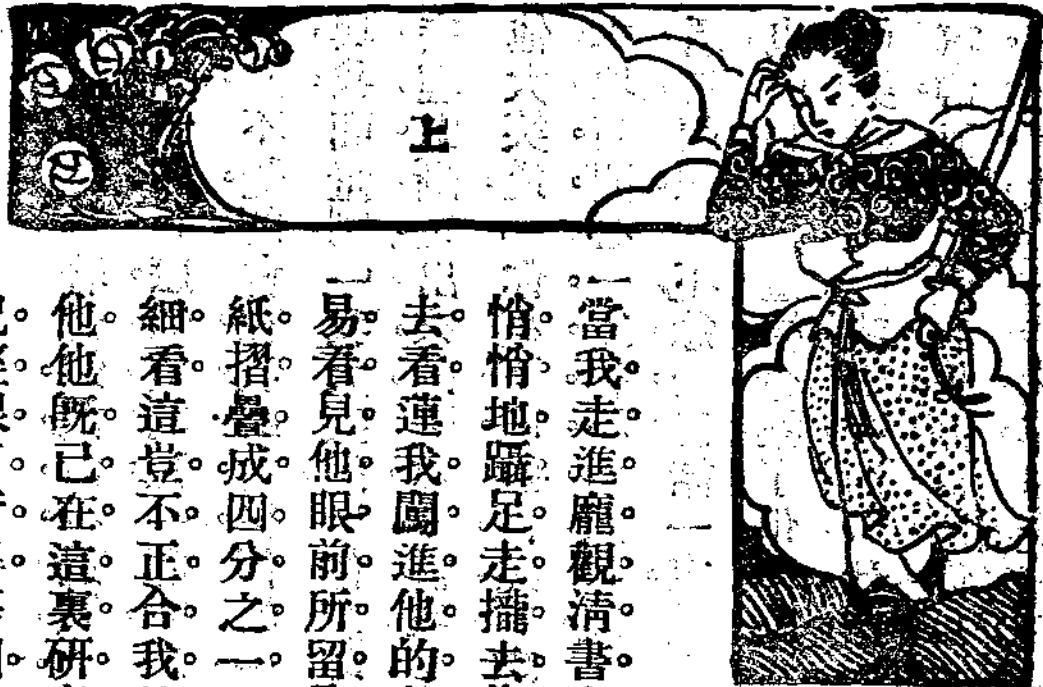 上
一
當我走進龐觀清書
悄悄地躡足走攏去
去看連我闖進他的
易看見他眼前所留
紙摺疊成四分之一
細看這豈不正合我
他他既已在這裏研